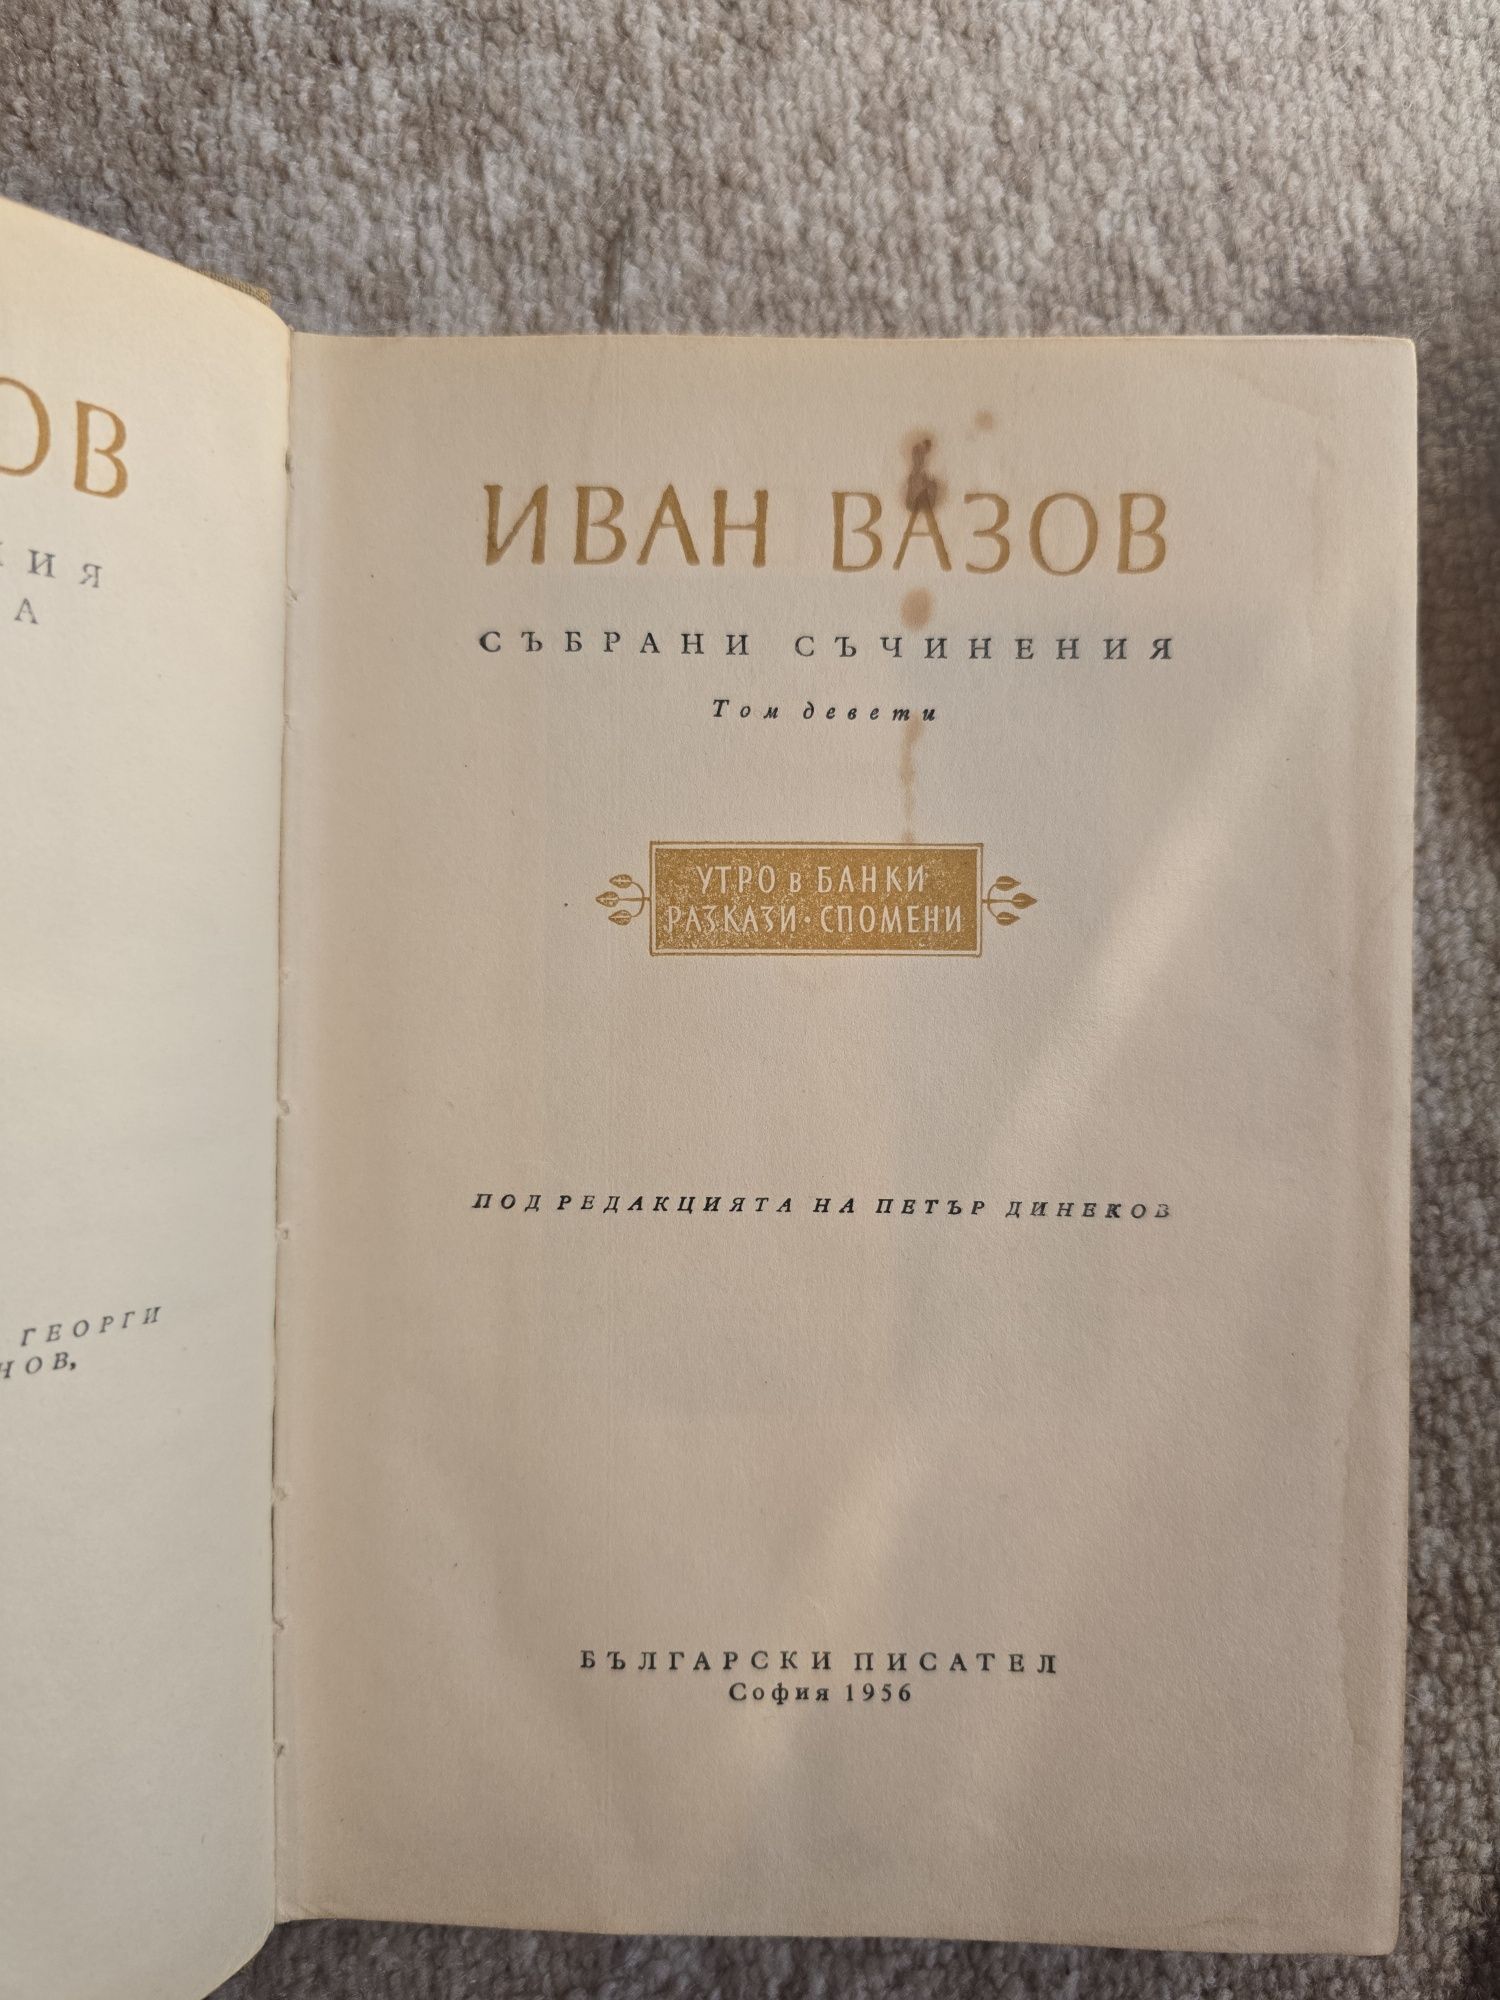 ИВАН ВАЗОВ
СЪБРАНИ СЪЧИНЕНИЯ
Том девети
УТРО в БАНКИ
РАЗКАЗИ · СПОМЕНИ
ПОД РЕДАКЦИЯТА НА ПЕТЪР ДИНЕКОВ
БЪЛГАРСКИ ПИСАТЕЛ
София 1956
ГЕОРГИ